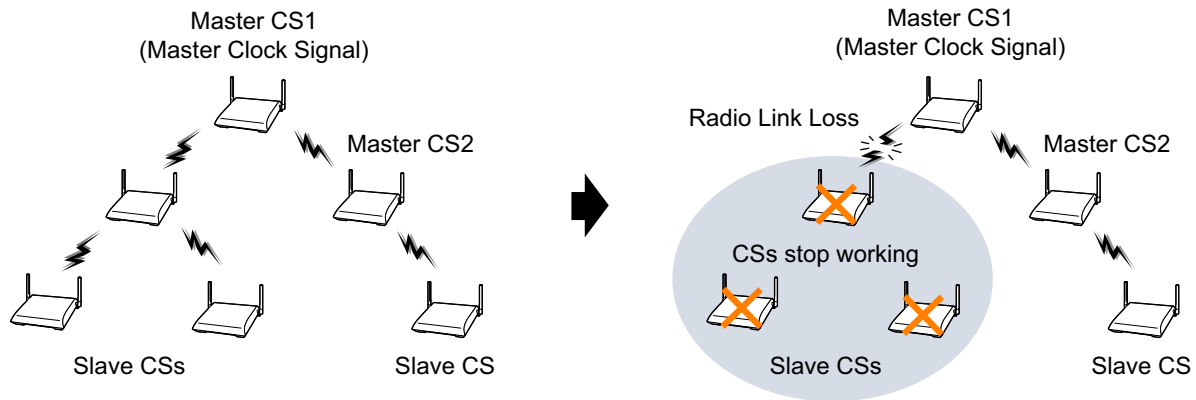 Master CS1
(Master Clock Signal)
Master CS2
Slave CSs
Slave CS
Master CS1
(Master Clock Signal)
Radio Link Loss
Master CS2
CSs stop working
Slave CSs
Slave CS